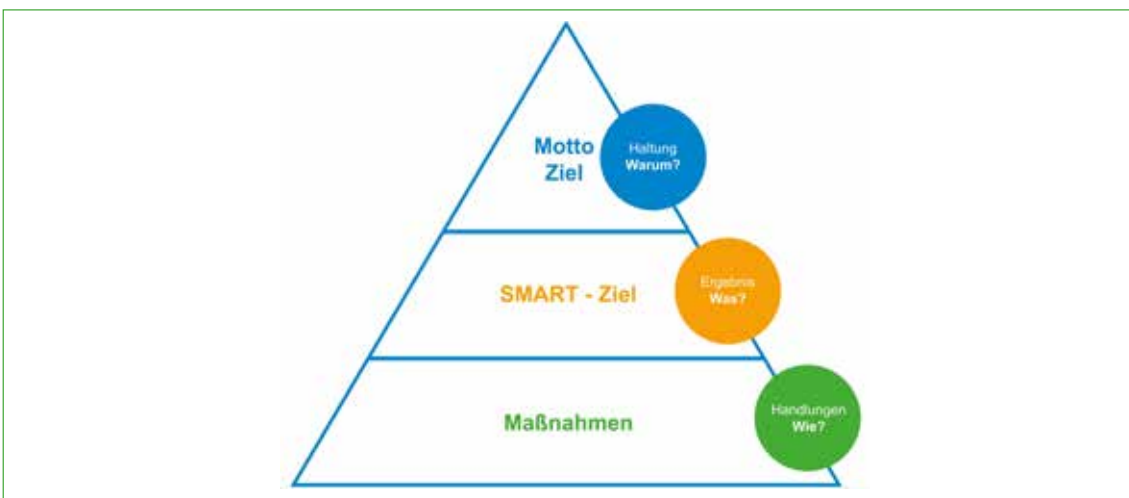 Motto
Ziel
Haltung
Warum?
SMART - Ziel
Ergebnis
Was?
Maßnahmen
Handlungen
Wie?